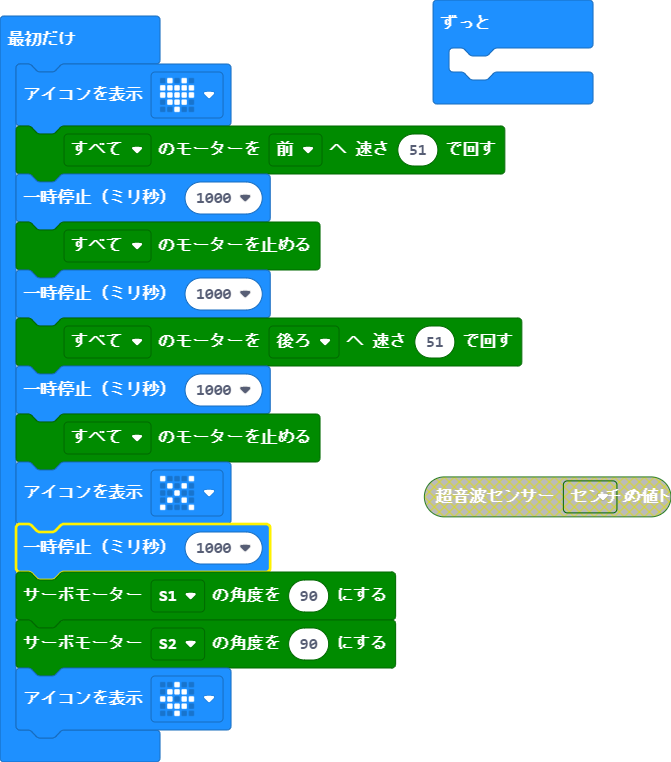 最初だけ
アイコンを表示
すべて のモーターを 前 へ 速さ 51 で回す
一時停止（ミリ秒） 1000
すべて のモーターを止める
一時停止（ミリ秒） 1000
すべて のモーターを 後ろ へ 速さ 51 で回す
一時停止（ミリ秒） 1000
すべて のモーターを止める
アイコンを表示
一時停止（ミリ秒） 1000
サーボモーター S1 の角度を 90 にする
サーボモーター S2 の角度を 90 にする
アイコンを表示
ずっと
超音波センサー センチ の値